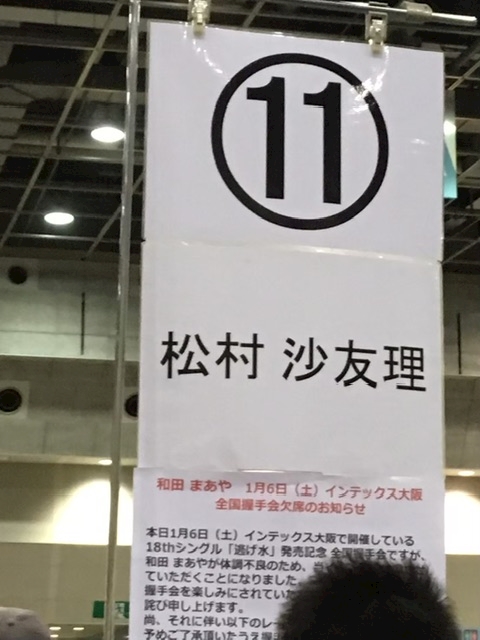 ⑪
松村 沙友理
和田 まあや 1月6日（土）インテックス大阪
全国握手会欠席のお知らせ
本日1月6日（土）インテックス大阪で開催している
18thシングル「逃げ水」発売記念 全国握手会ですが、
和田 まあやが体調不良のため、
ていただくことになりました。
握手会を楽しみにされてい
詫び申し上げます。
尚、それに伴い以下のレー
予めご了承頂いたうえ